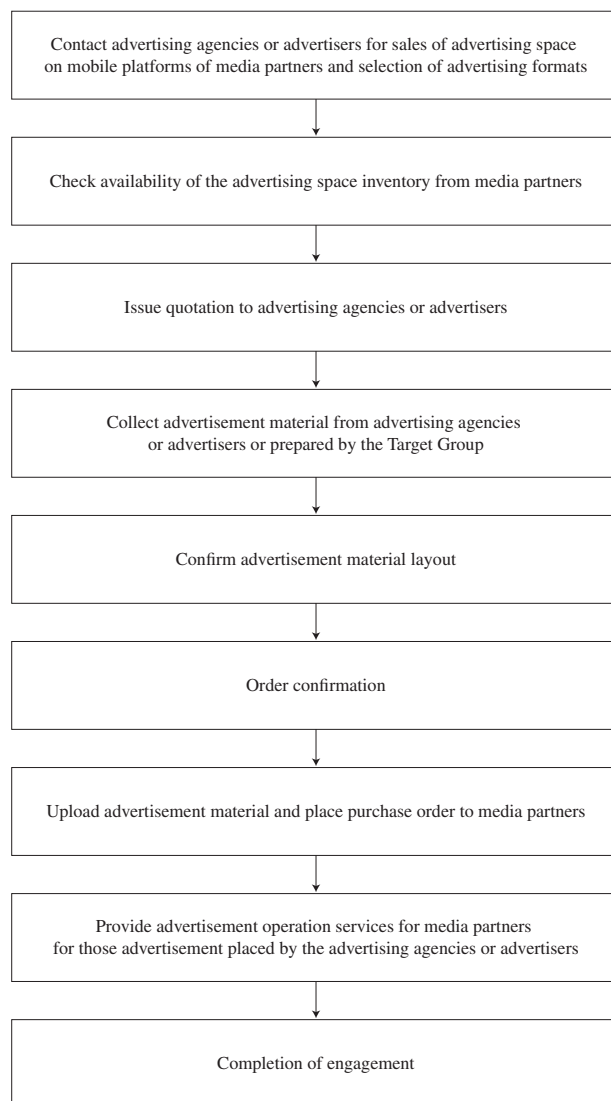 Contact advertising agencies or advertisers for sales of advertising space
on mobile platforms of media partners and selection of advertising formats
Check availability of the advertising space inventory from media partners
Issue quotation to advertising agencies or advertisers
Collect advertisement material from advertising agencies
or advertisers or prepared by the Target Group
Confirm advertisement material layout
Order confirmation
Upload advertisement material and place purchase order to media partners
Provide advertisement operation services for media partners
for those advertisement placed by the advertising agencies or advertisers
Completion of engagement